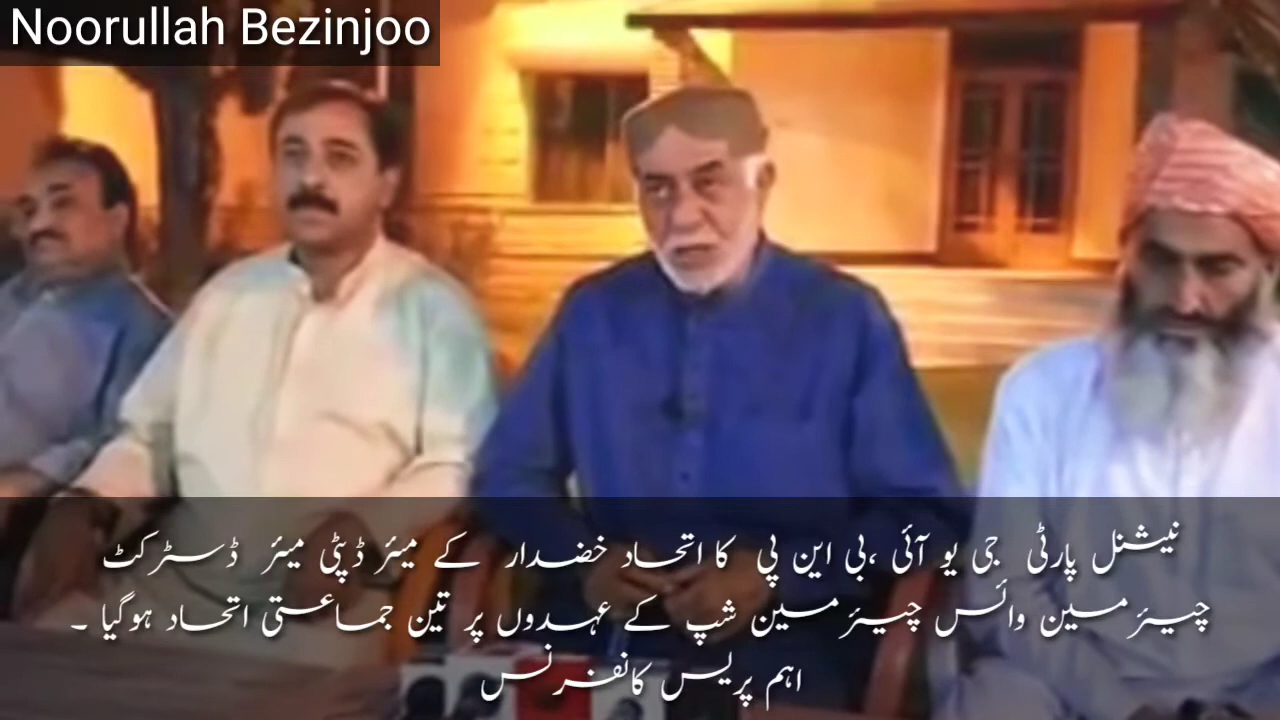 Noorullah Bezinjoo
نیشنل پارٹی جی یو آئی ،بی این پی کا اتحاد خضدار کے میئر ڈپٹی میئر ڈسٹرکٹ
چیئرمین وائس چیئرمین شپ کے عہدوں پر تین جماعتی اتحاد ہوگیا ۔
اہم پریس کانفرنس